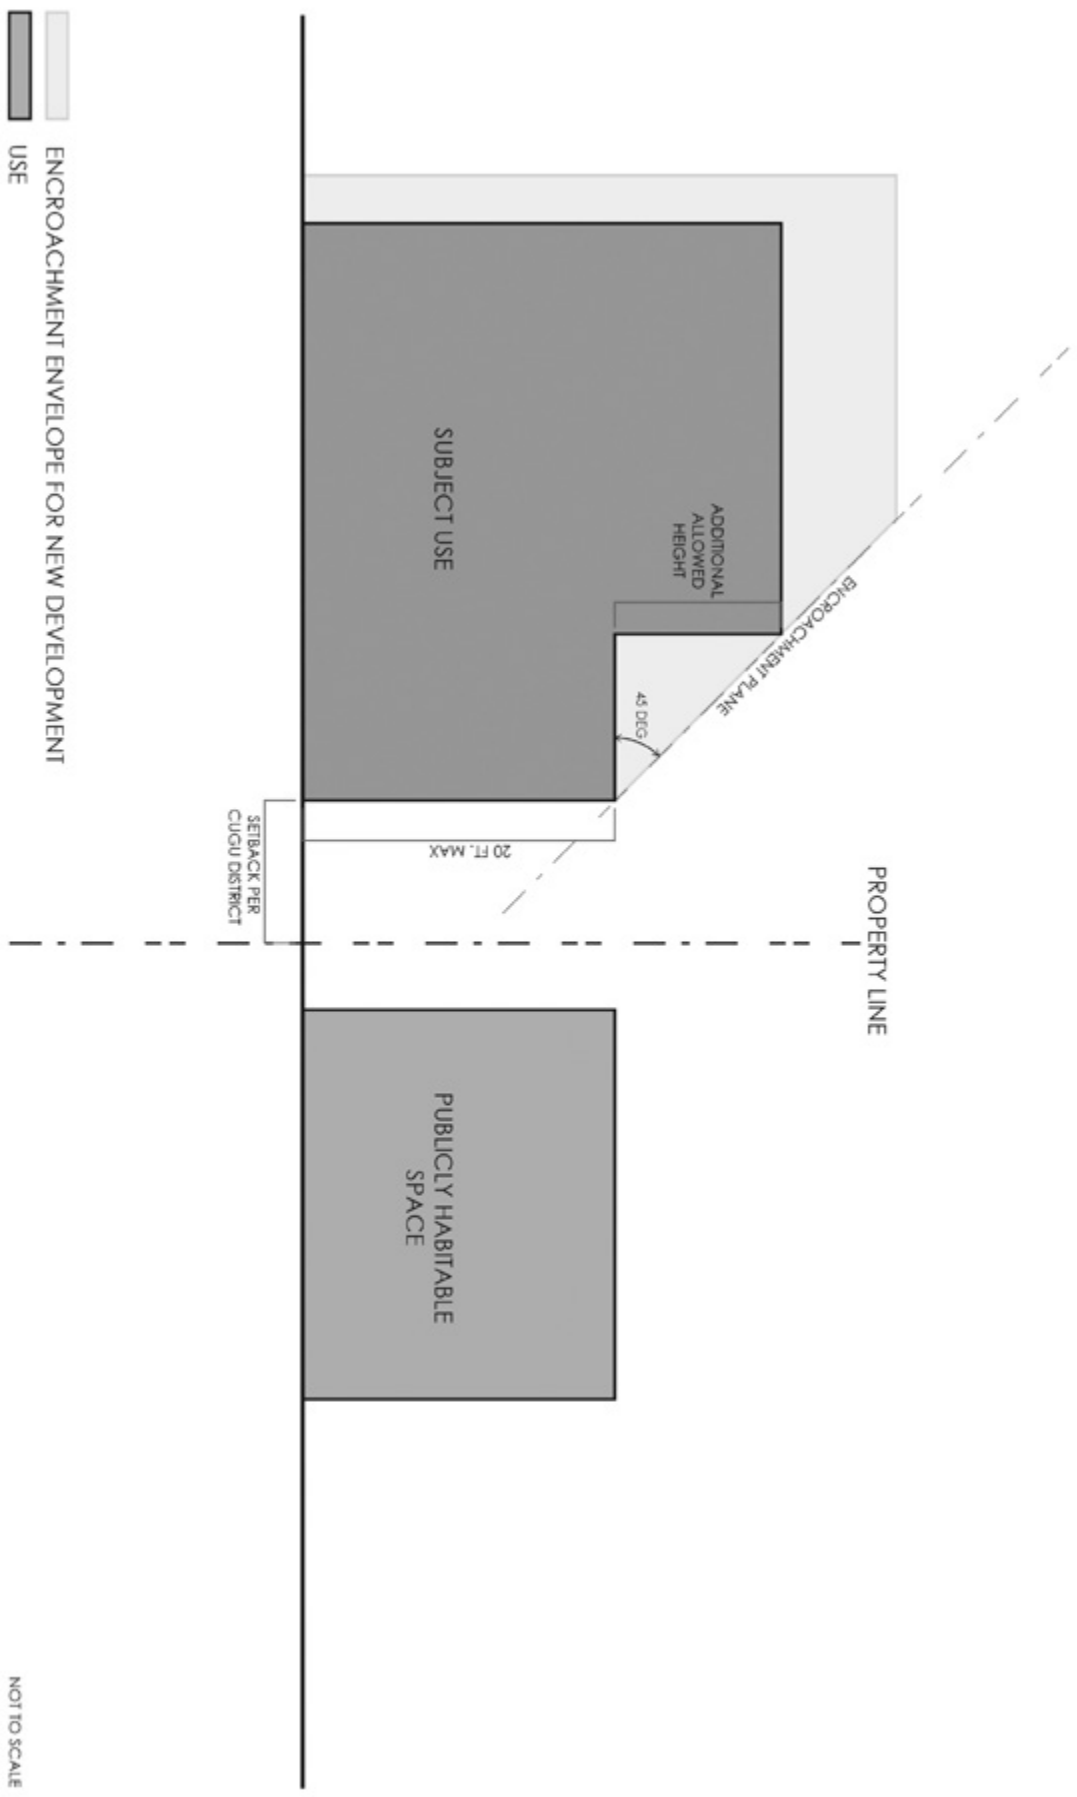 PROPERTY LINE
ENCROACHMENT PLANE
ADDITIONAL
ALLOWED
HEIGHT
45 DEG
20 FT. MAX
SUBJECT USE
PUBLICLY HABITABLE
SPACE
SETBACK PER
CUGU DISTRICT
ENCROACHMENT ENVELOPE FOR NEW DEVELOPMENT
USE
NOT TO SCALE